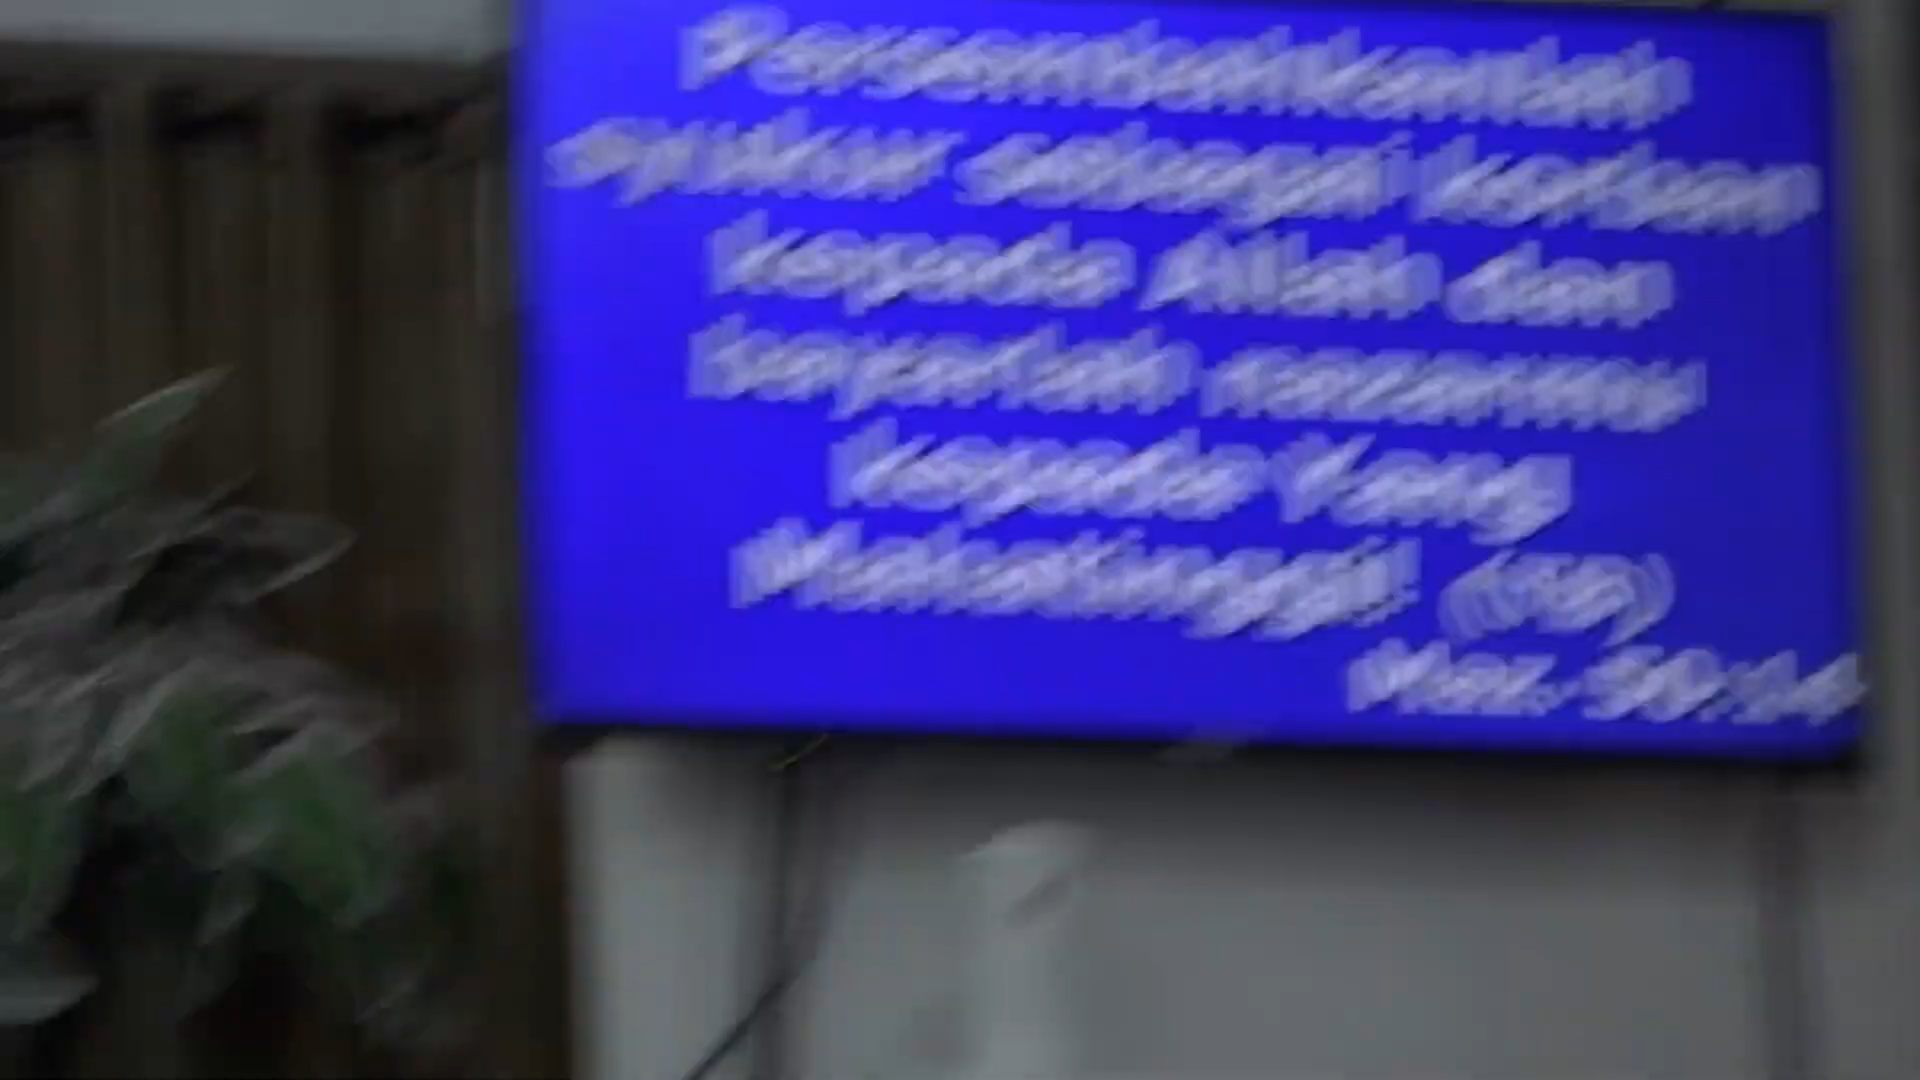 Persembahkanlah
syukur sebagai korban
kepada Allah dan
bayarlah nazarmu
kepada Yang
Mahatinggi!
Maz. 50:14